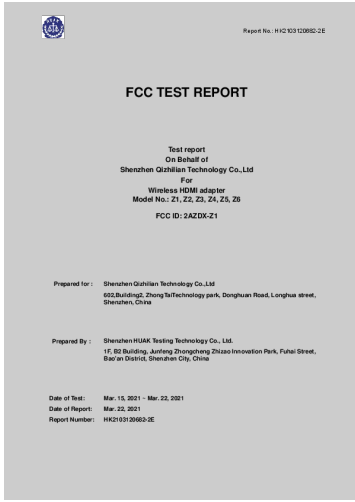 Report No.: HK2103120682-2E
FCC TEST REPORT
Test report
On Behalf of
Shenzhen Qizhilian Technology Co.,Ltd
For
Wireless HDMI adapter
Model No.: Z1, Z2, Z3, Z4, Z5, Z6
FCC ID: 2AZDX-Z1
Prepared for : Shenzhen Qizhilian Technology Co.,Ltd
602,Building2, ZhongTaiTechnology park, Donghuan Road, Longhua street,
Shenzhen, China
Prepared By : Shenzhen HUAK Testing Technology Co., Ltd.
1F, B2 Building, Junfeng Zhongcheng Zhizao Innovation Park, Fuhai Street,
Bao'an District, Shenzhen City, China
Date of Test: Mar. 15, 2021 ~ Mar. 22, 2021
Date of Report: Mar. 22, 2021
Report Number: HK2103120682-2E